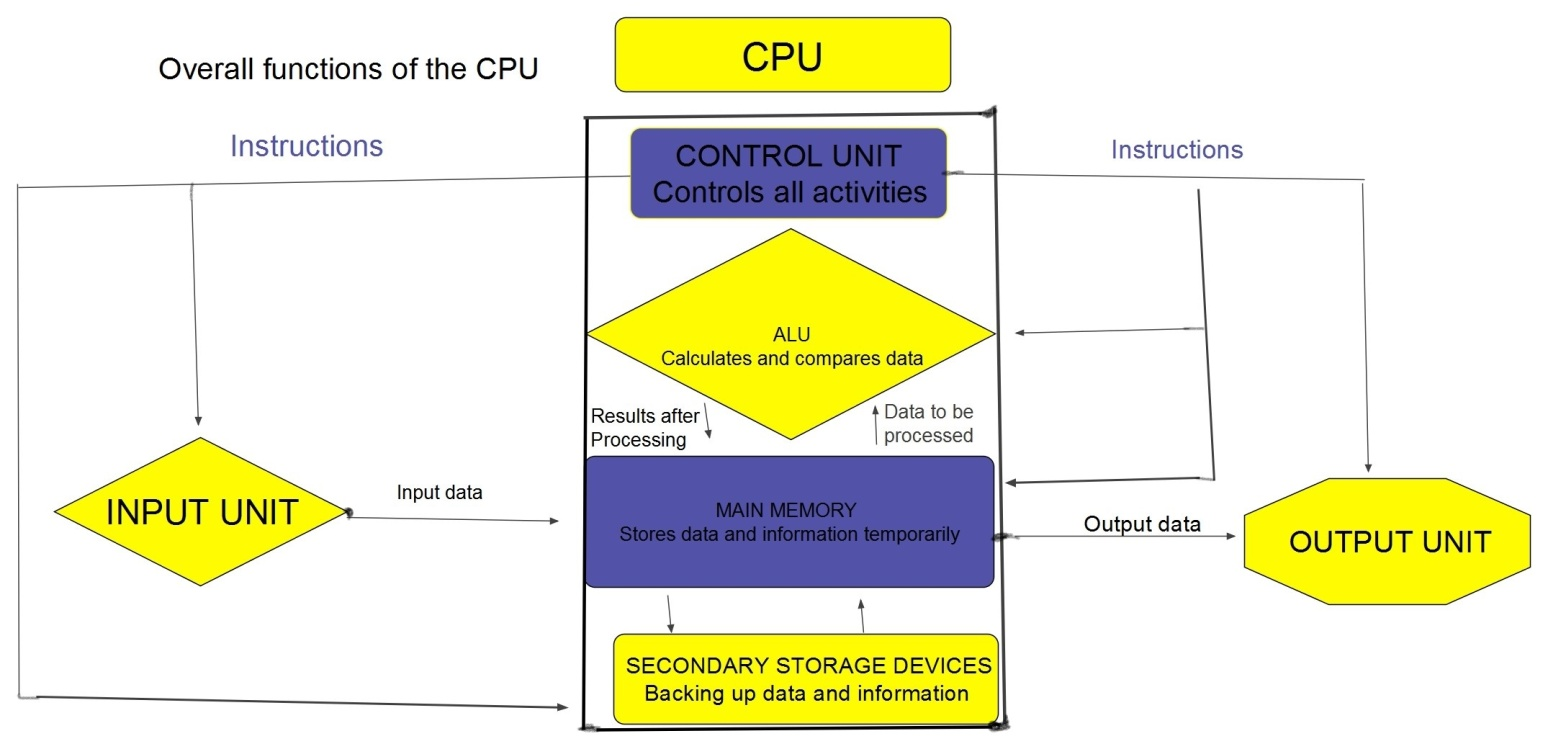 CPU
Overall functions of the CPU
Instructions
CONTROL UNIT
Controls all activities
Instructions
ALU
Calculates and compares data
Results after
Processing
Data to be
processed
INPUT UNIT
Input data
MAIN MEMORY
Stores data and information temporarily
Output data
OUTPUT UNIT
SECONDARY STORAGE DEVICES
Backing up data and information